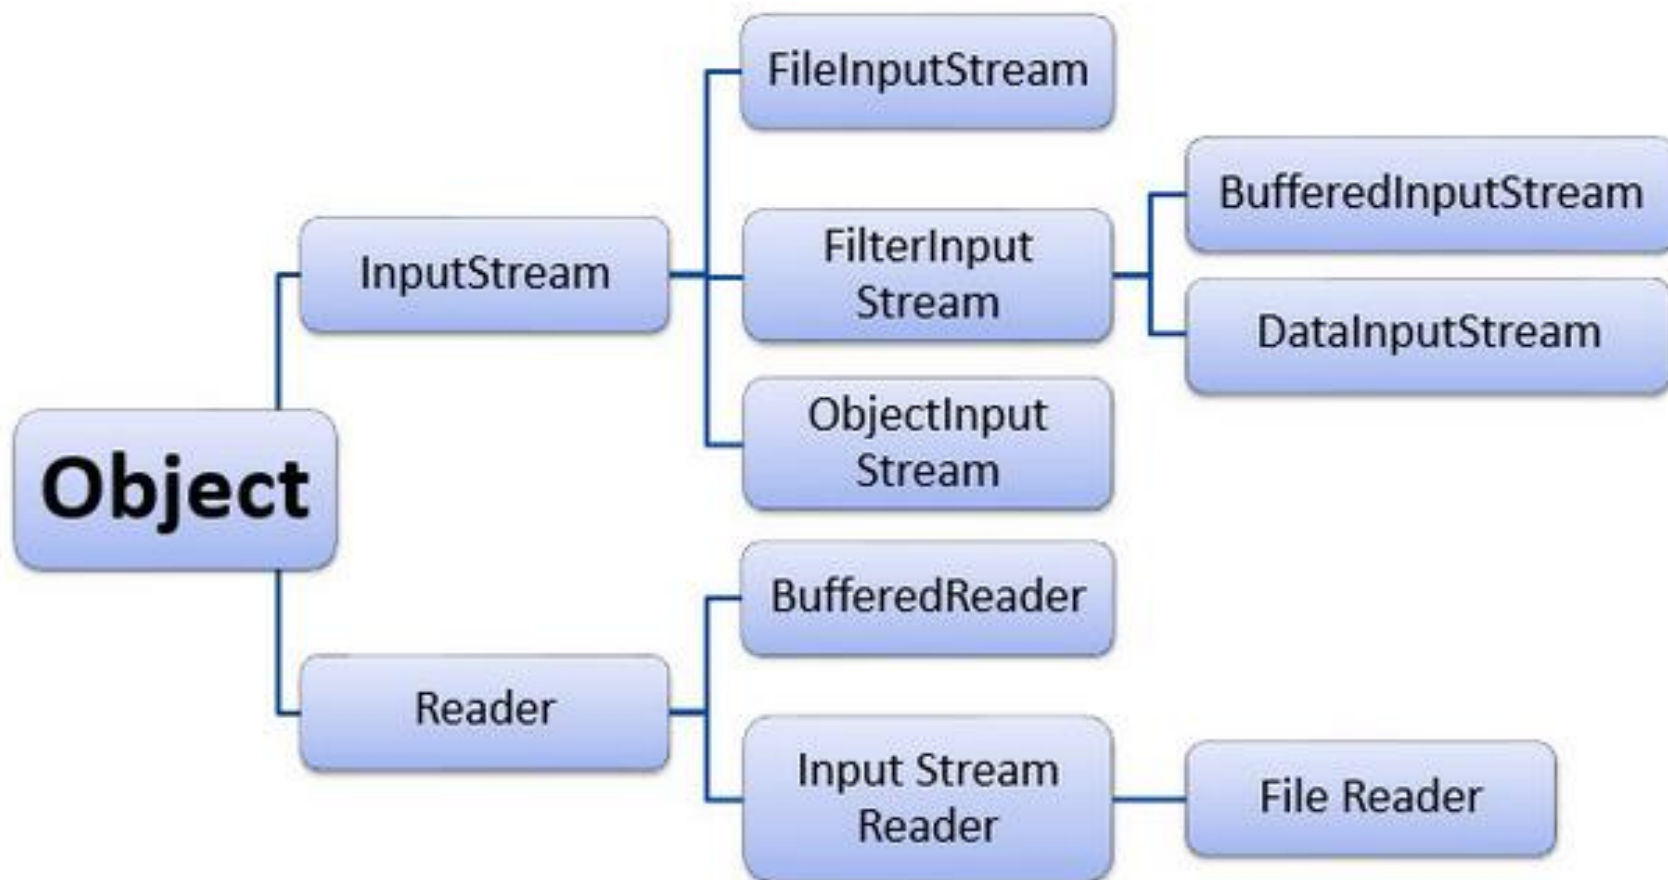 FileInputStream
BufferedInputStream
FilterInput
Stream
InputStream
DataInputStream
ObjectInput
Stream
Object
BufferedReader
Reader
Input Stream
Reader
File Reader